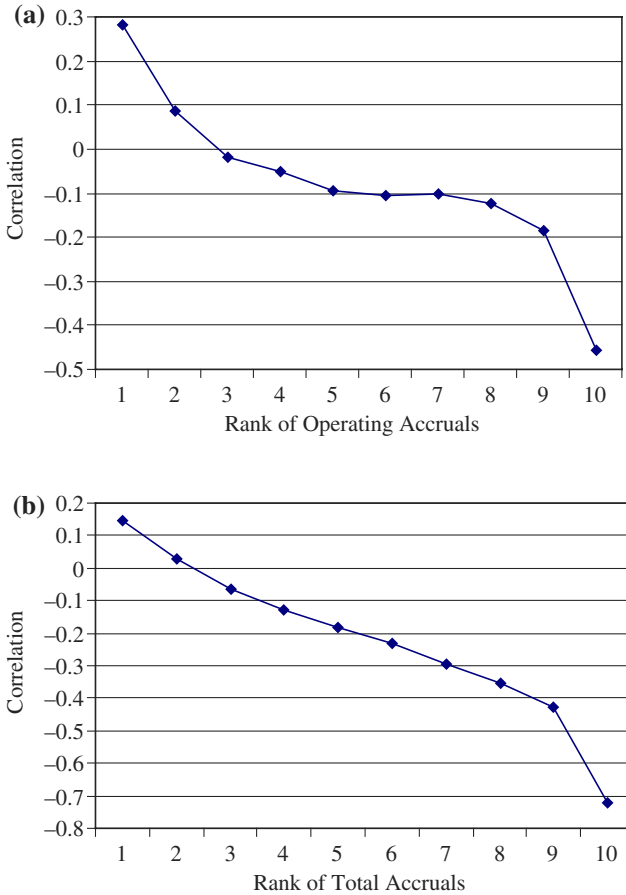 (a)
0.3
0.2
0.1
0
–0.1
–0.2
–0.3
–0.4
–0.5
Correlation
1 2 3 4 5 6 7 8 9 10
Rank of Operating Accruals
(b)
0.2
0.1
0
–0.1
–0.2
–0.3
–0.4
–0.5
–0.6
–0.7
–0.8
Correlation
1 2 3 4 5 6 7 8 9 10
Rank of Total Accruals